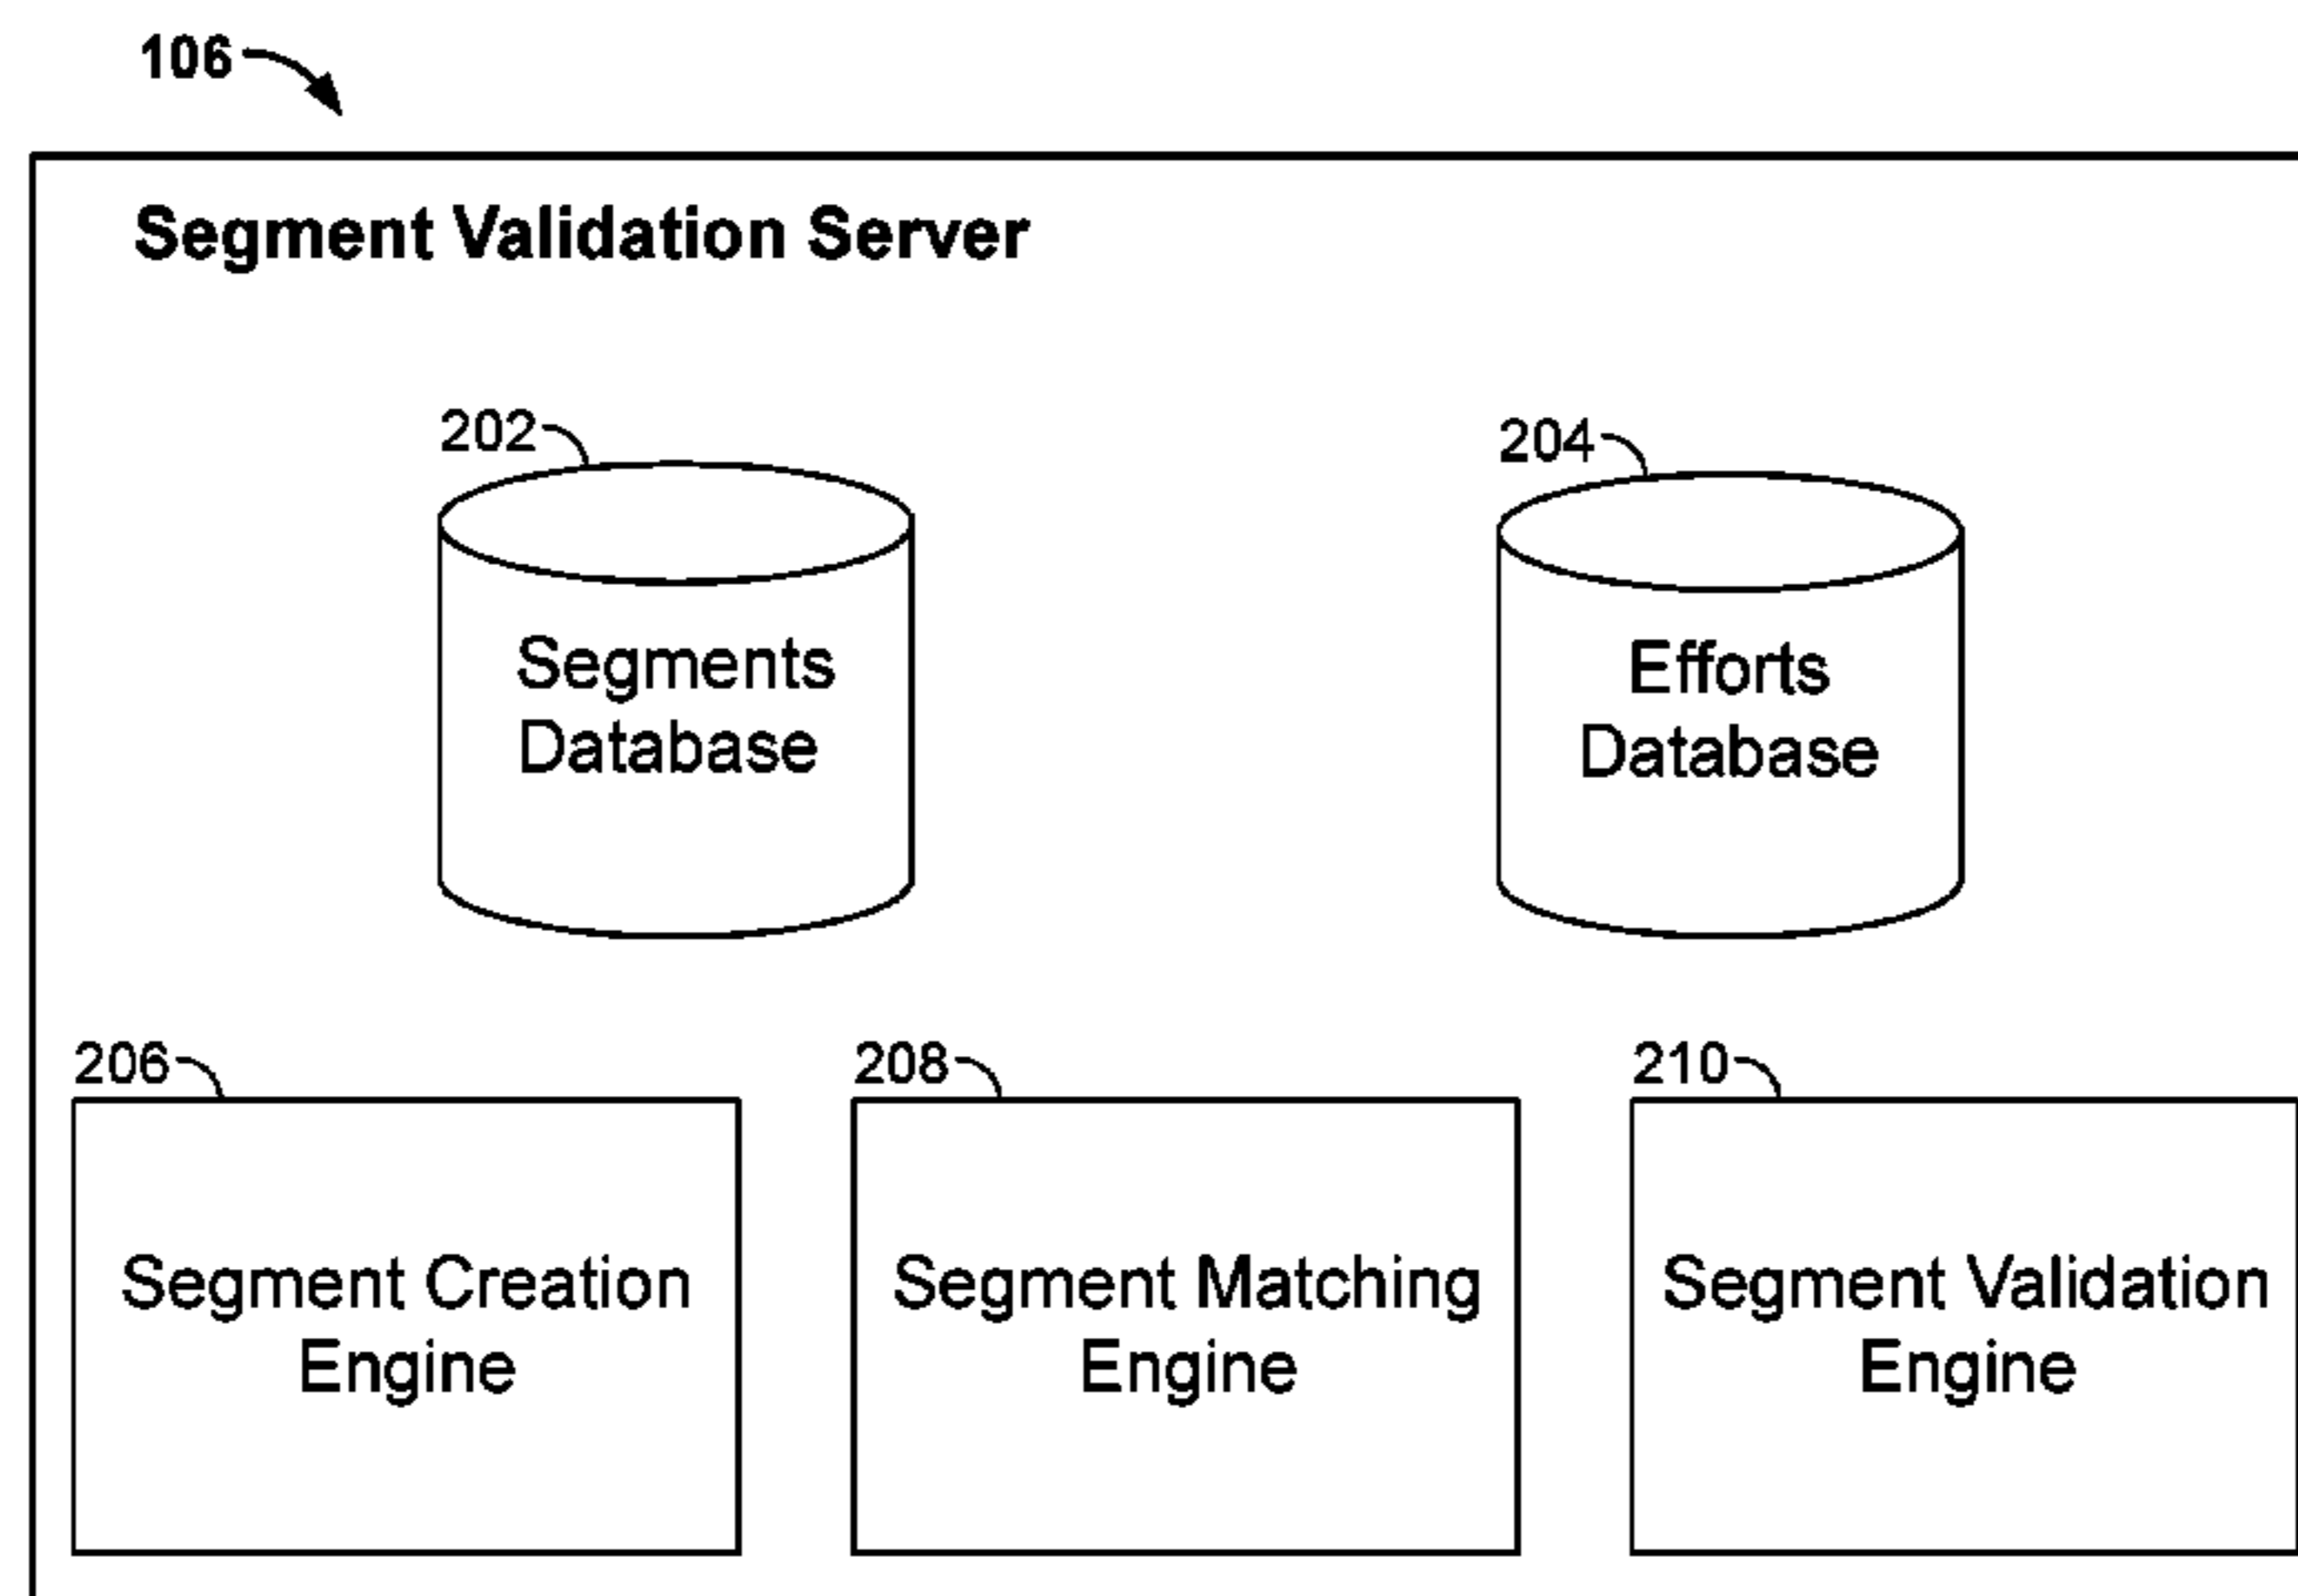 106
Segment Validation Server
202
204
Segments
Database
Efforts
Database
206
208
210
Segment Creation
Engine
Segment Matching
Engine
Segment Validation
Engine